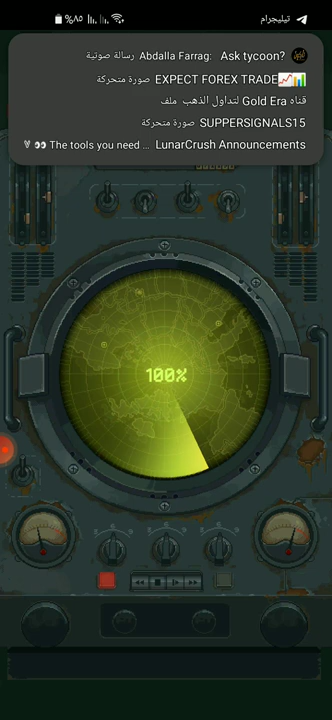 تيليجرام
%٨٥
Ask tycoon? Abdalla Farrag: رسالة صوتية
EXPECT FOREX TRADE📈📊 صورة متحركة
قناه Gold Era لتداول الذهب ملف
SUPPERSIGNALS15 صورة متحركة
LunarCrush Announcements 👀 The tools you need ...
100%